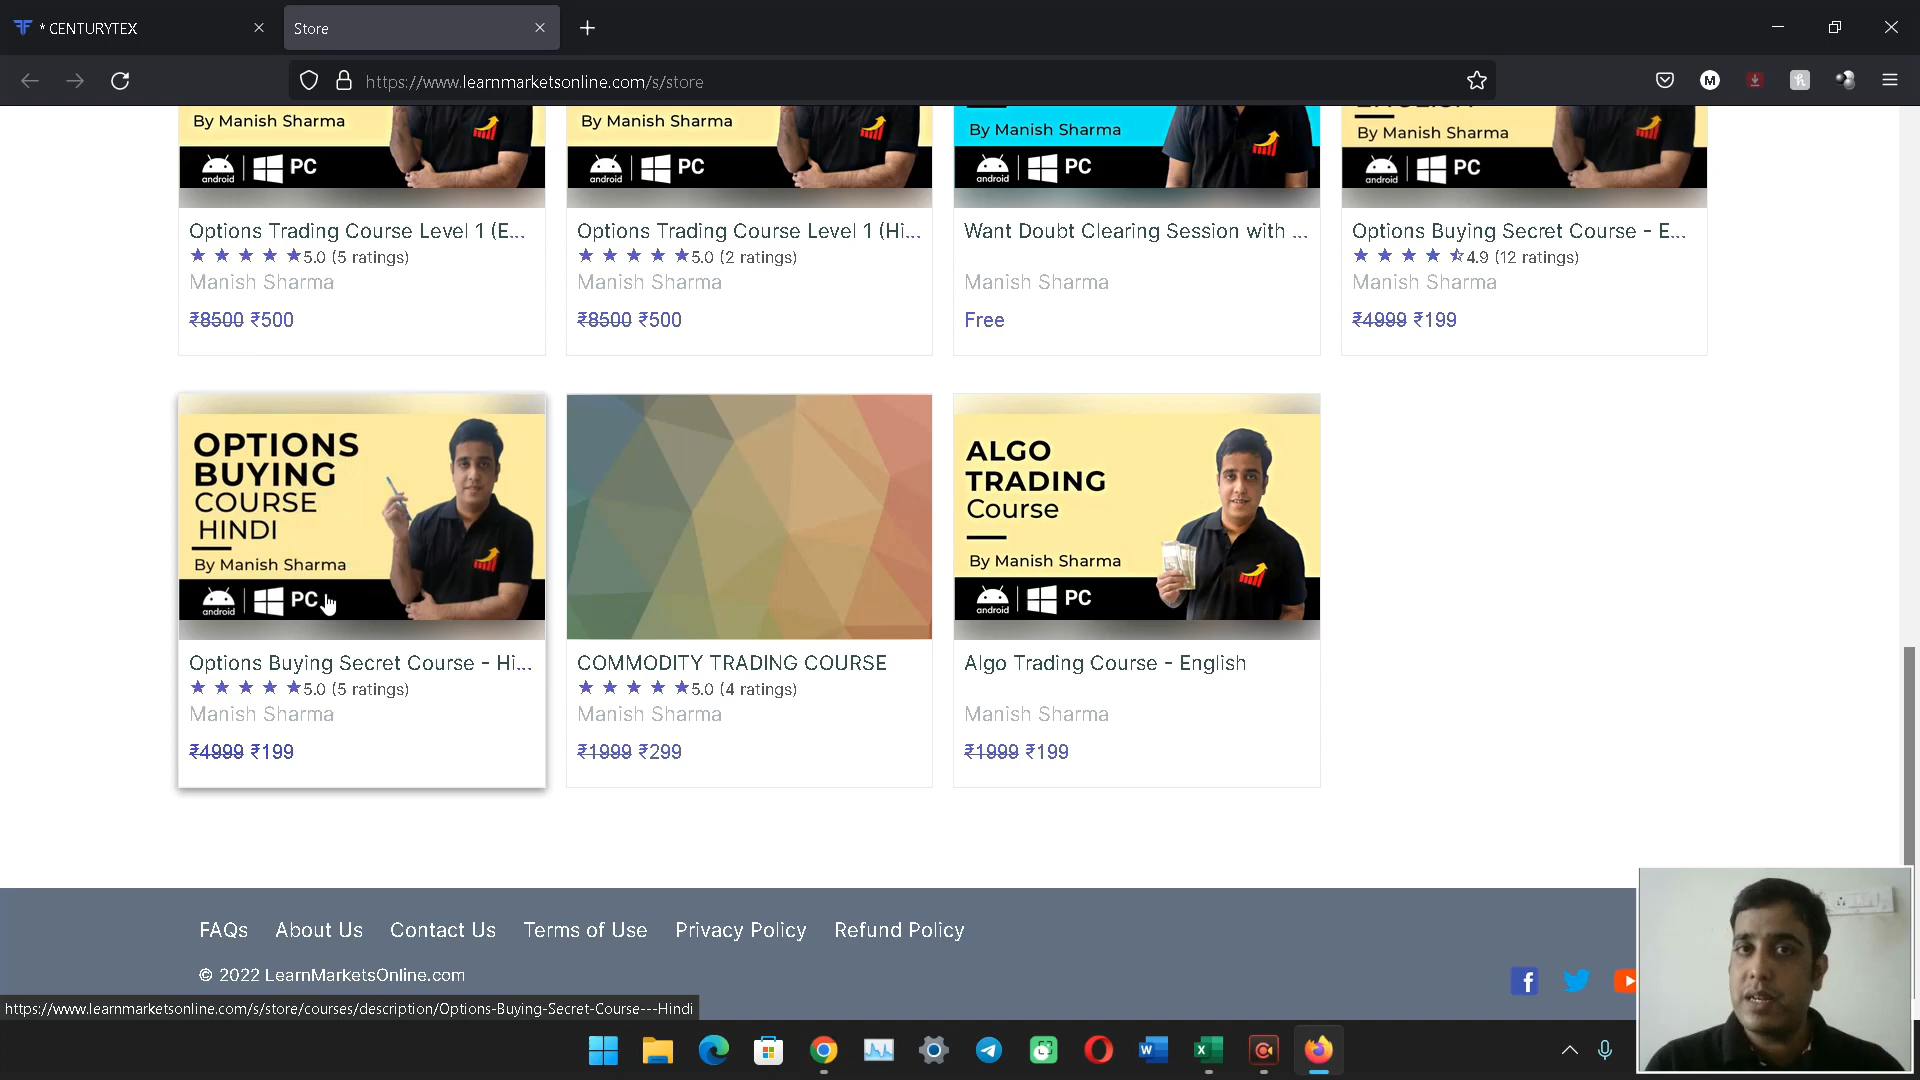 * CENTURYTEX
Store
https://www.learnmarketsonline.com/s/store
By Manish Sharma
android
PC
By Manish Sharma
android
PC
By Manish Sharma
android
PC
By Manish Sharma
android
PC
Options Trading Course Level 1 (E...
5.0 (5 ratings)
Manish Sharma
₹8500 ₹500
Options Trading Course Level 1 (Hi...
5.0 (2 ratings)
Manish Sharma
₹8500 ₹500
Want Doubt Clearing Session with ...
Manish Sharma
Free
Options Buying Secret Course - E...
4.9 (12 ratings)
Manish Sharma
₹4999 ₹199
OPTIONS
BUYING
COURSE
HINDI
By Manish Sharma
android
PC
Options Buying Secret Course - Hi...
5.0 (5 ratings)
Manish Sharma
₹4999 ₹199
COMMODITY TRADING COURSE
5.0 (4 ratings)
Manish Sharma
₹1999 ₹299
ALGO
TRADING
Course
By Manish Sharma
android
PC
Algo Trading Course - English
Manish Sharma
₹1999 ₹199
FAQs About Us Contact Us Terms of Use Privacy Policy Refund Policy
© 2022 LearnMarketsOnline.com
https://www.learnmarketsonline.com/s/store/courses/description/Options-Buying-Secret-Course---Hindi